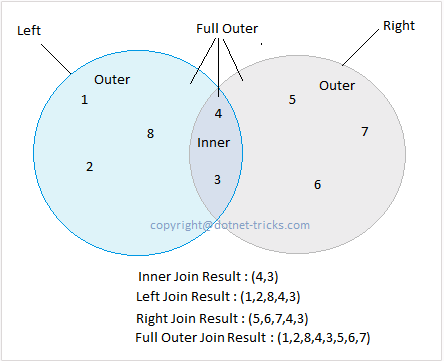 Left
Full Outer
Right
Outer
Outer
1
4
5
8
7
Inner
2
3
6
copyright@dotnet-tricks.com
Inner Join Result : (4,3)
Left Join Result : (1,2,8,4,3)
Right Join Result : (5,6,7,4,3)
Full Outer Join Result : (1,2,8,4,3,5,6,7)